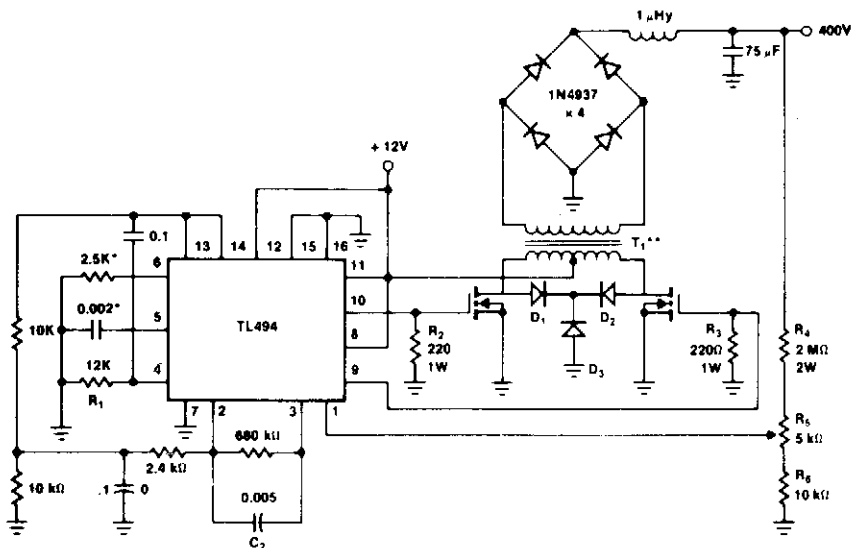 1 μHy
400V
75 μF
1N4937
× 4
+ 12V
T₁**
0.1
13
14
12
15
16
2.5K*
6
11
0.002*
5
10
10K
TL494
8
12K
R₁
4
9
7
2
3
1
R₂
220
1W
D₁
D₂
D₃
R₃
220Ω
1W
R₄
2 MΩ
2W
R₅
5 kΩ
R₆
10 kΩ
680 kΩ
2.4 kΩ
10 kΩ
.1
0
0.005
C₂